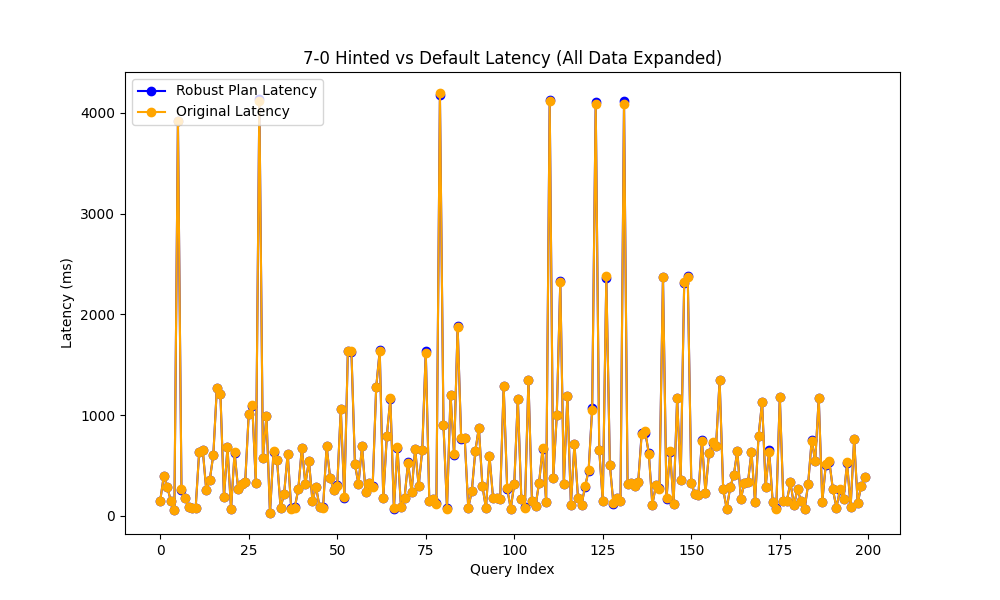 7-0 Hinted vs Default Latency (All Data Expanded)
Robust Plan Latency
Original Latency
4000
3000
2000
1000
0
Latency (ms)
0 25 50 75 100 125 150 175 200
Query Index